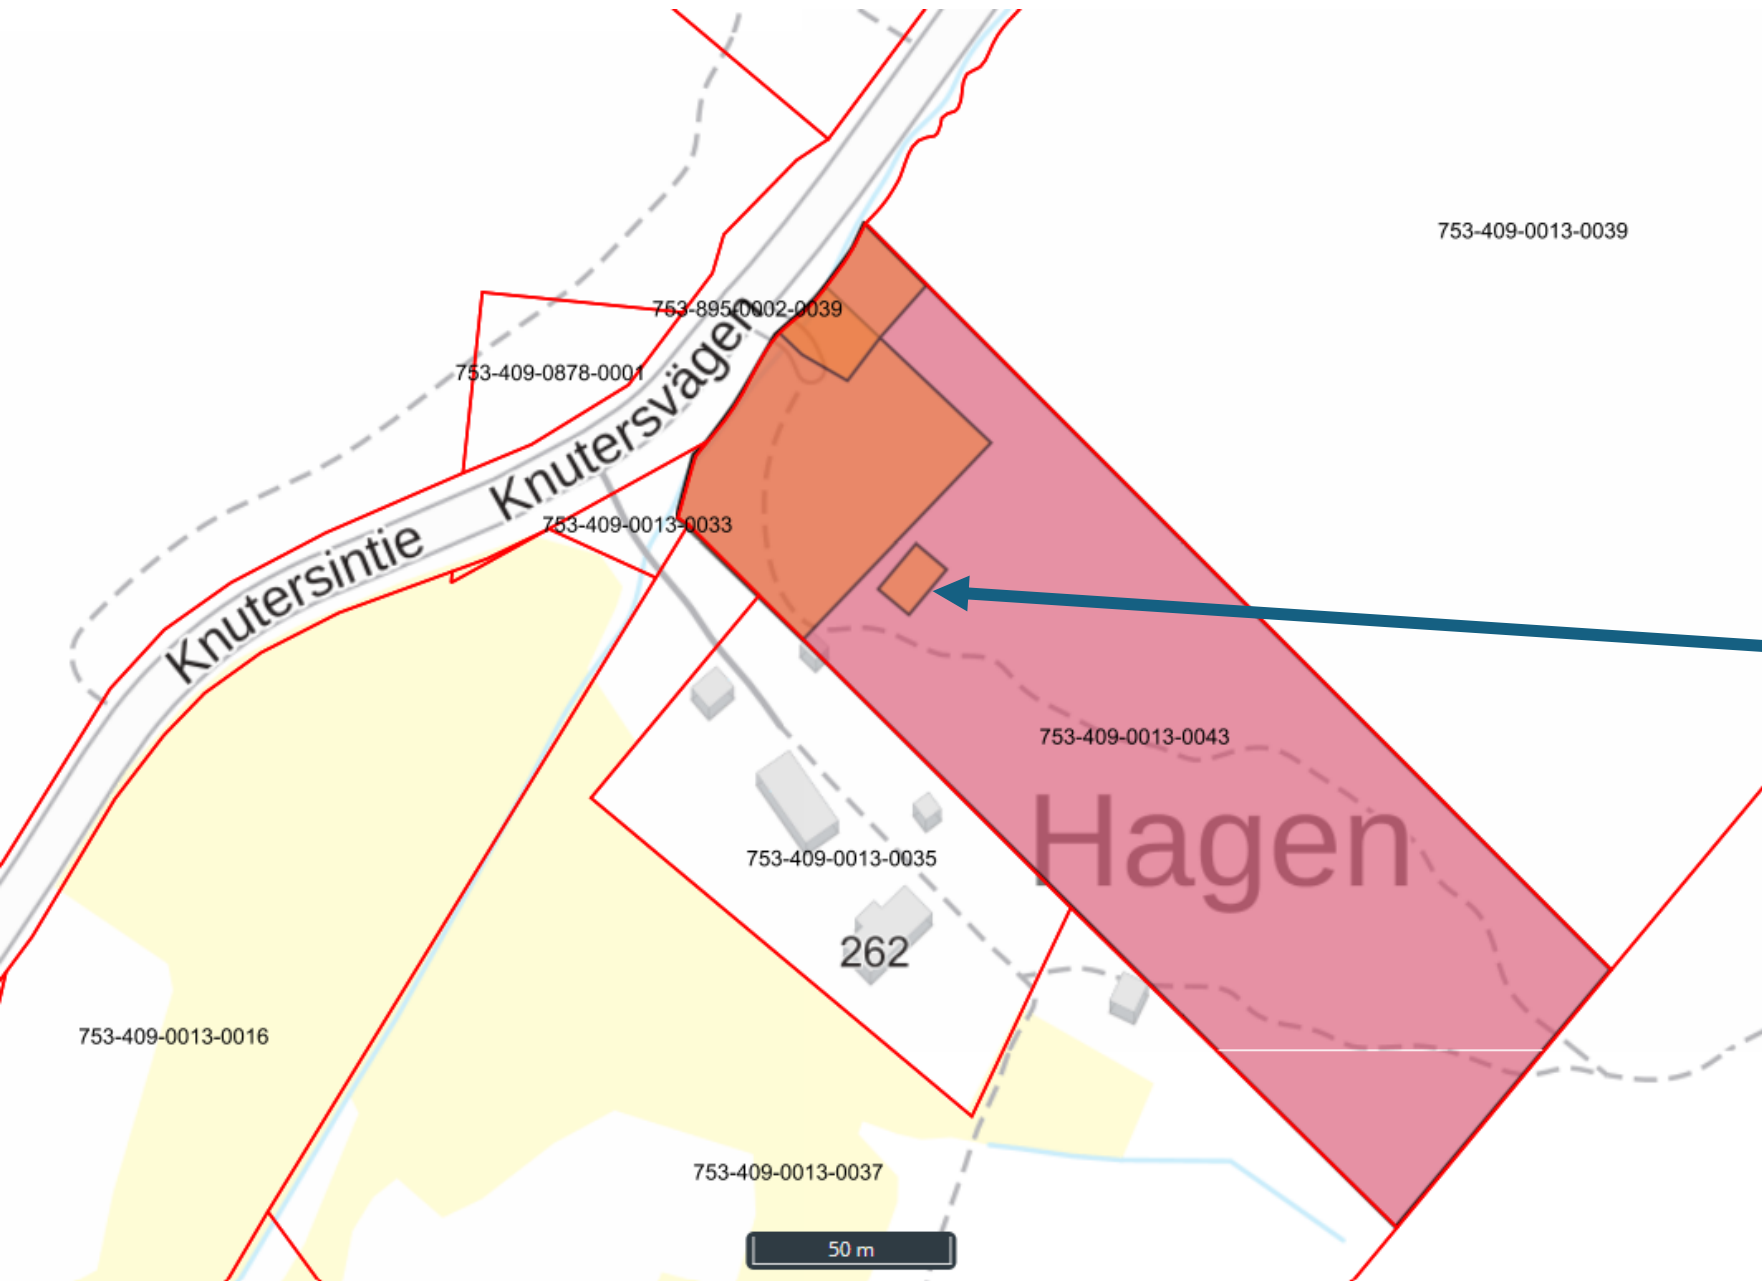 753-409-0013-0039
753-895-0002-0039
753-409-0878-0001
Knutersvägen
753-409-0013-0033
Knutersintie
753-409-0013-0043
Hagen
753-409-0013-0035
262
753-409-0013-0016
753-409-0013-0037
50 m